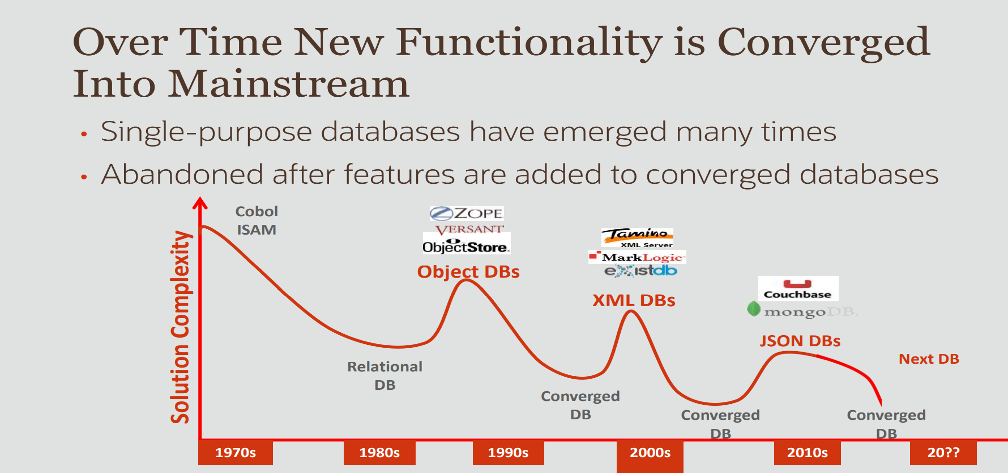 Over Time New Functionality is Converged
Into Mainstream
• Single-purpose databases have emerged many times
• Abandoned after features are added to converged databases
Solution Complexity
Cobol
ISAM
ZOPE
VERSANT
ObjectStore.
Object DBs
Tamino
XML Server
MarkLogic
existdb
XML DBs
Couchbase
mongoDB.
JSON DBs
Next DB
Relational
DB
Converged
DB
Converged
DB
Converged
DB
1970s
1980s
1990s
2000s
2010s
20??